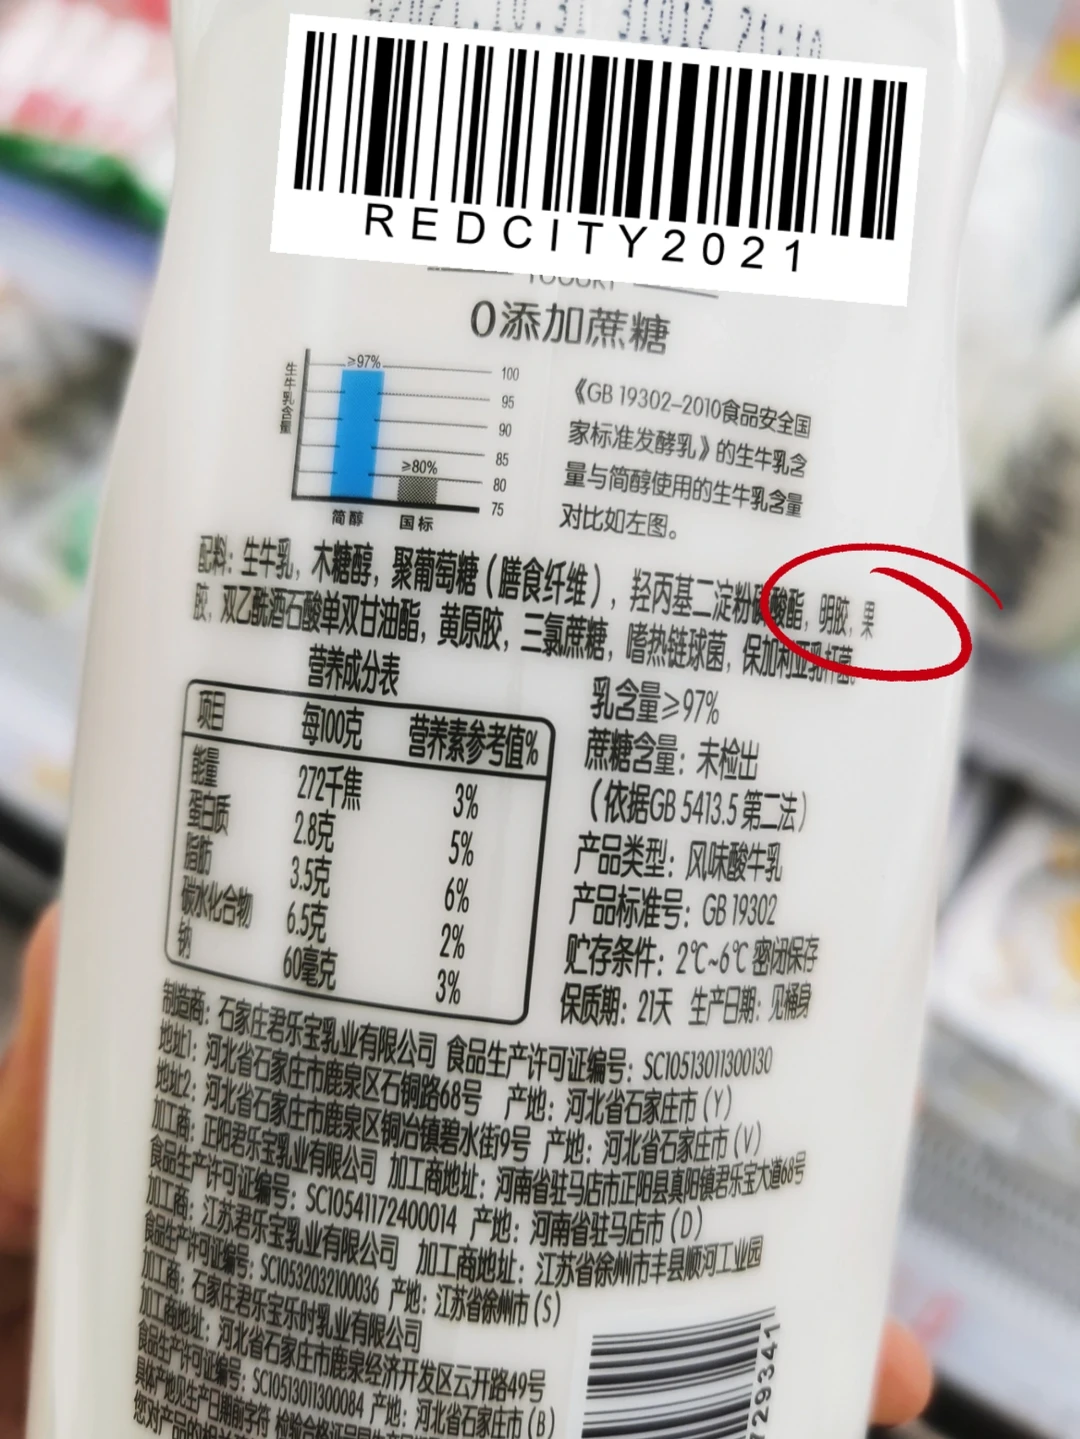 REDCITY2021
YOGURT
0添加蔗糖
生牛乳含量
≥97%
≥80%
100
95
90
85
80
75
简醇 国标
《GB 19302-2010食品安全国
家标准发酵乳》的生牛乳含
量与简醇使用的生牛乳含量
对比如左图。
配料：生牛乳，木糖醇，聚葡萄糖（膳食纤维），羟丙基二淀粉磷酸酯，明胶，果
胶，双乙酰酒石酸单双甘油酯，黄原胶，三氯蔗糖，嗜热链球菌，保加利亚乳杆菌。
营养成分表
项目 每100克 营养素参考值%
能量 272千焦 3%
蛋白质 2.8克 5%
脂肪 3.5克 6%
碳水化合物 6.5克 2%
钠 60毫克 3%
乳含量≥97%
蔗糖含量：未检出
（依据GB 5413.5 第二法）
产品类型：风味酸牛乳
产品标准号：GB 19302
贮存条件：2℃~6℃ 密闭保存
保质期：21天 生产日期：见桶身
制造商：石家庄君乐宝乳业有限公司 食品生产许可证编号：SC10513011300130
地址1：河北省石家庄市鹿泉区石铜路68号 产地：河北省石家庄市（Y）
地址2：河北省石家庄市鹿泉区铜冶镇碧水街9号 产地：河北省石家庄市（V）
加工商：正阳君乐宝乳业有限公司 加工商地址：河南省驻马店市正阳县真阳镇君乐宝大道68号
食品生产许可证编号：SC10541172400014 产地：河南省驻马店市（D）
加工商：江苏君乐宝乳业有限公司 加工商地址：江苏省徐州市丰县顺河工业园
食品生产许可证编号：SC10532032100036 产地：江苏省徐州市（S）
加工商：石家庄君乐宝乐时乳业有限公司
加工商地址：河北省石家庄市鹿泉经济开发区云开路49号
食品生产许可证编号：SC10513011300084 产地：河北省石家庄市（B）
具体产地见生产日期前字符
您对产品的
729341